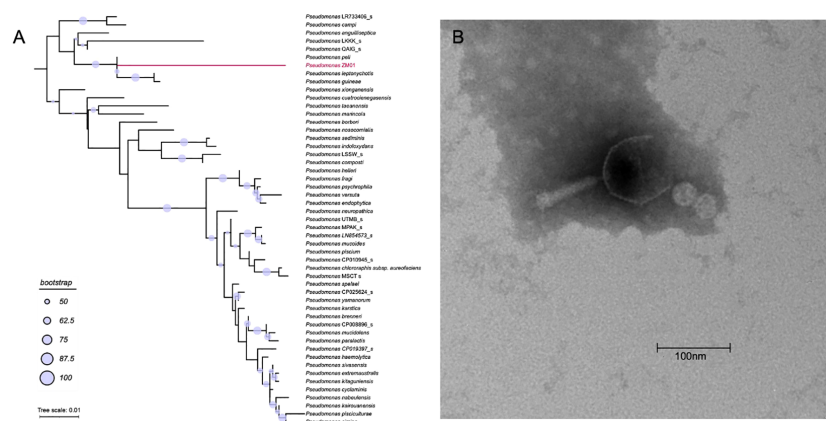 A
Pseudomonas LR733406_s
Pseudomonas campi
Pseudomonas anguilliseptica
Pseudomonas LKKK_s
Pseudomonas QAIG_s
Pseudomonas peli
Pseudomonas ZM01
Pseudomonas leptonychotis
Pseudomonas guineae
Pseudomonas xionganensis
Pseudomonas cuatrocienegasensis
Pseudomonas taeanensis
Pseudomonas marincola
Pseudomonas borbori
Pseudomonas nosocomialis
Pseudomonas sediminis
Pseudomonas indoloxydans
Pseudomonas LSSW_s
Pseudomonas composti
Pseudomonas helleri
Pseudomonas fragi
Pseudomonas psychrophila
Pseudomonas versuta
Pseudomonas endophytica
Pseudomonas neuropathica
Pseudomonas UTMB_s
Pseudomonas MPAK_s
Pseudomonas LN854573_s
Pseudomonas mucoides
Pseudomonas piscium
Pseudomonas CP010945_s
Pseudomonas chloroaphis subsp. aureofaciens
Pseudomonas MSCT s
Pseudomonas spelaei
Pseudomonas CP025624_s
Pseudomonas yamanorum
Pseudomonas karstica
Pseudomonas brenneri
Pseudomonas CP008896_s
Pseudomonas mucidolens
Pseudomonas paralactis
Pseudomonas CP019397_s
Pseudomonas haemolytica
Pseudomonas sivasensis
Pseudomonas extremaustralis
Pseudomonas kitaguniensis
Pseudomonas cyclaminis
Pseudomonas nabeulensis
Pseudomonas kairouanensis
Pseudomonas pisciculturae
bootstrap
50
62.5
75
87.5
100
Tree scale: 0.01
B
100nm